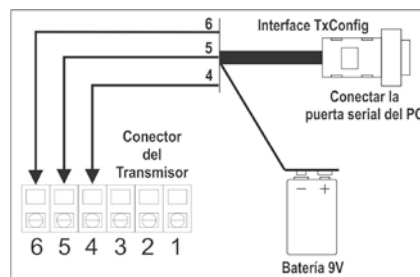 6
Interface TxConfig
5
4
Conectar la
puerta serial del PC
Conector
del
Transmisor
6 5 4 3 2 1
− +
Batería 9V